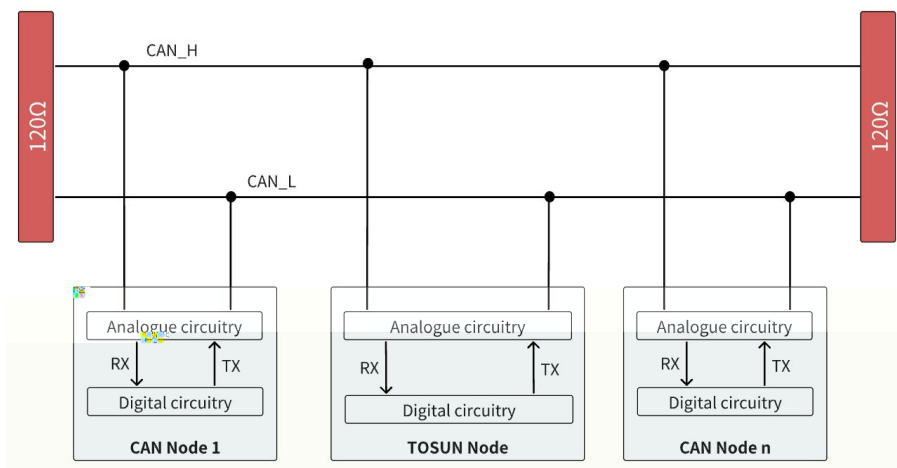 CAN_H
120Ω
120Ω
CAN_L
Analogue circuitry
Analogue circuitry
Analogue circuitry
RX
TX
RX
TX
RX
TX
Digital circuitry
Digital circuitry
Digital circuitry
CAN Node 1
TOSUN Node
CAN Node n